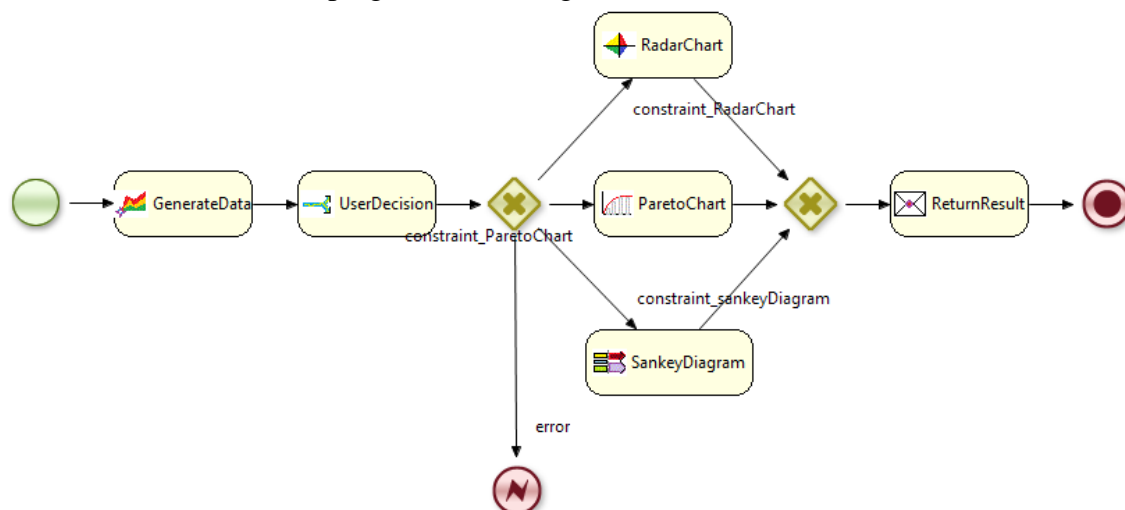 RadarChart
constraint_RadarChart
GenerateData
UserDecision
ParetoChart
ReturnResult
constraint_ParetoChart
constraint_sankeyDiagram
SankeyDiagram
error